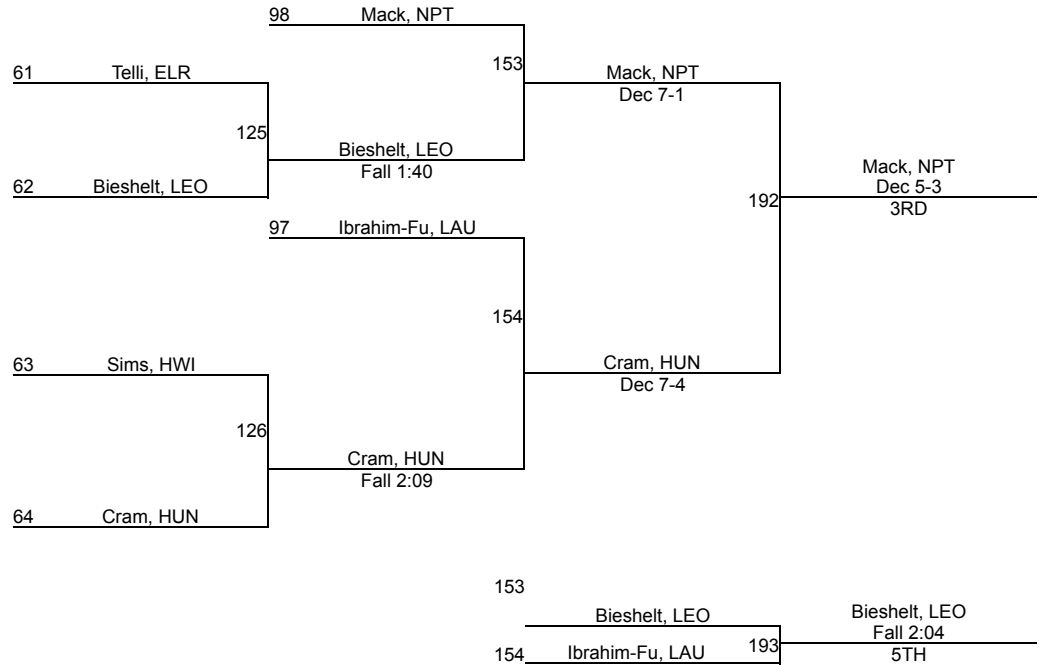 98 Mack, NPT
153
61 Telli, ELR
Mack, NPT
Dec 7-1
125
Bieshelt, LEO
Fall 1:40
62 Bieshelt, LEO
Mack, NPT
Dec 5-3
3RD
192
97 Ibrahim-Fu, LAU
154
63 Sims, HWI
Cram, HUN
Dec 7-4
126
Cram, HUN
Fall 2:09
64 Cram, HUN
153
Bieshelt, LEO
Bieshelt, LEO
Fall 2:04
5TH
193
154 Ibrahim-Fu, LAU